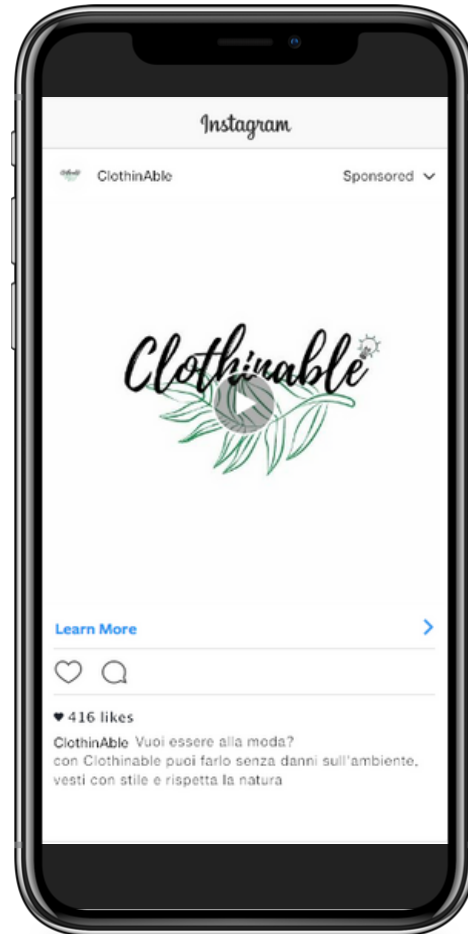 Instagram
ClothinAble Sponsored
Clothinable
Learn More
416 likes
ClothinAble Vuoi essere alla moda?
con Clothinable puoi farlo senza danni sull'ambiente,
vesti con stile e rispetta la natura